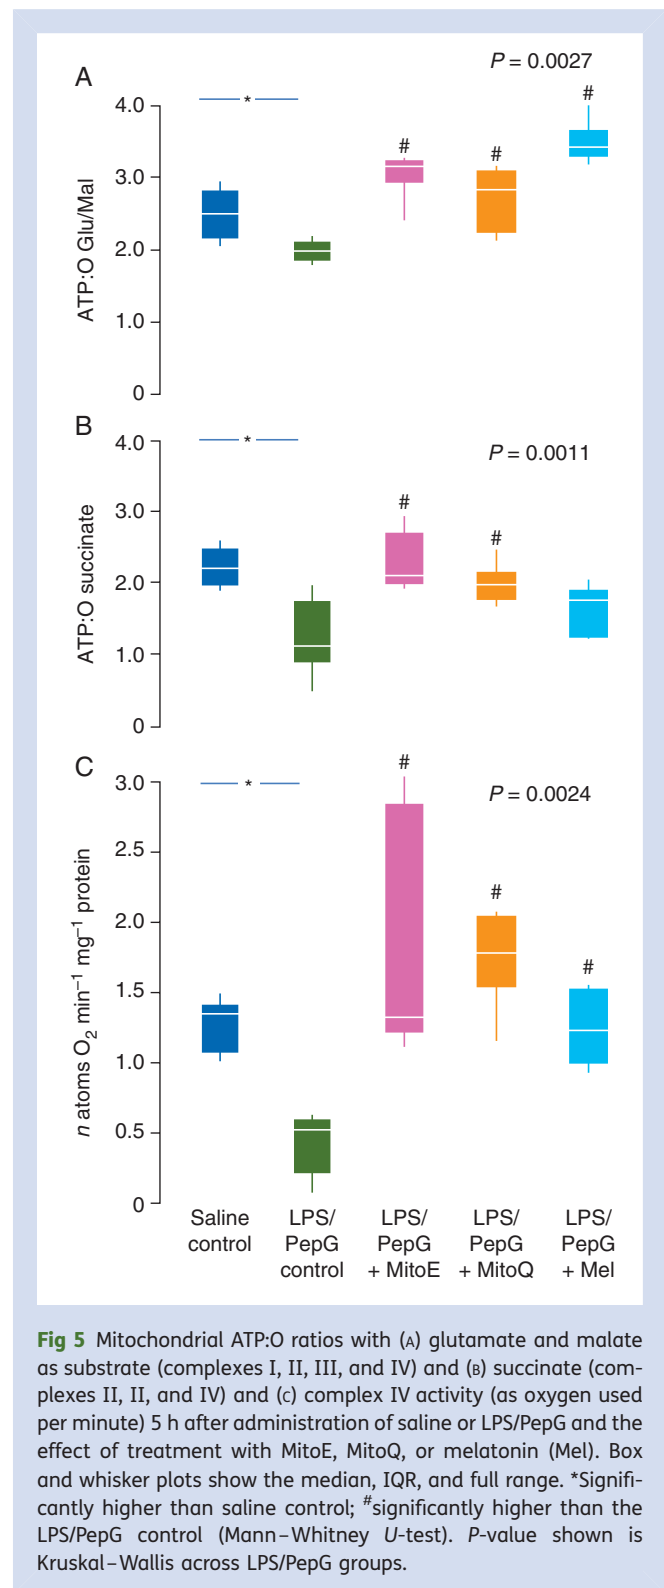 A
P = 0.0027
*
#
#
#
4.0
3.0
2.0
1.0
0
ATP:O Glu/Mal
B
P = 0.0011
*
#
#
4.0
3.0
2.0
1.0
0
ATP:O succinate
C
P = 0.0024
*
#
#
#
3.0
2.5
2.0
1.5
1.0
0.5
0
n atoms O₂ min⁻¹ mg⁻¹ protein
Saline
control
LPS/
PepG
control
LPS/
PepG
+ MitoE
LPS/
PepG
+ MitoQ
LPS/
PepG
+ Mel
Fig 5 Mitochondrial ATP:O ratios with (A) glutamate and malate
as substrate (complexes I, II, III, and IV) and (B) succinate (com-
plexes II, II, and IV) and (C) complex IV activity (as oxygen used
per minute) 5 h after administration of saline or LPS/PepG and the
effect of treatment with MitoE, MitoQ, or melatonin (Mel). Box
and whisker plots show the median, IQR, and full range. *Signifi-
cantly higher than saline control; #significantly higher than the
LPS/PepG control (Mann–Whitney U-test). P-value shown is
Kruskal–Wallis across LPS/PepG groups.